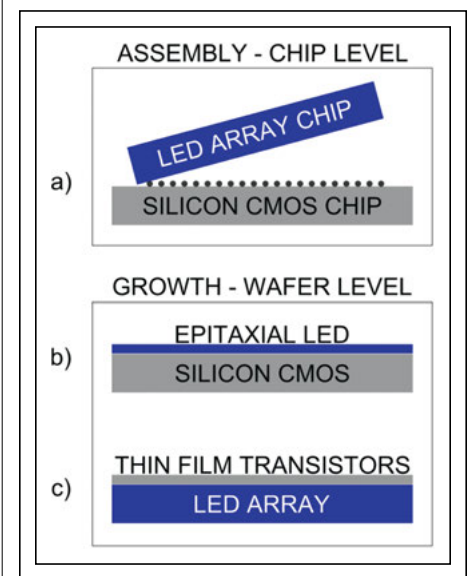 ASSEMBLY - CHIP LEVEL
a)
LED ARRAY CHIP
SILICON CMOS CHIP
GROWTH - WAFER LEVEL
b)
EPITAXIAL LED
SILICON CMOS
c)
THIN FILM TRANSISTORS
LED ARRAY